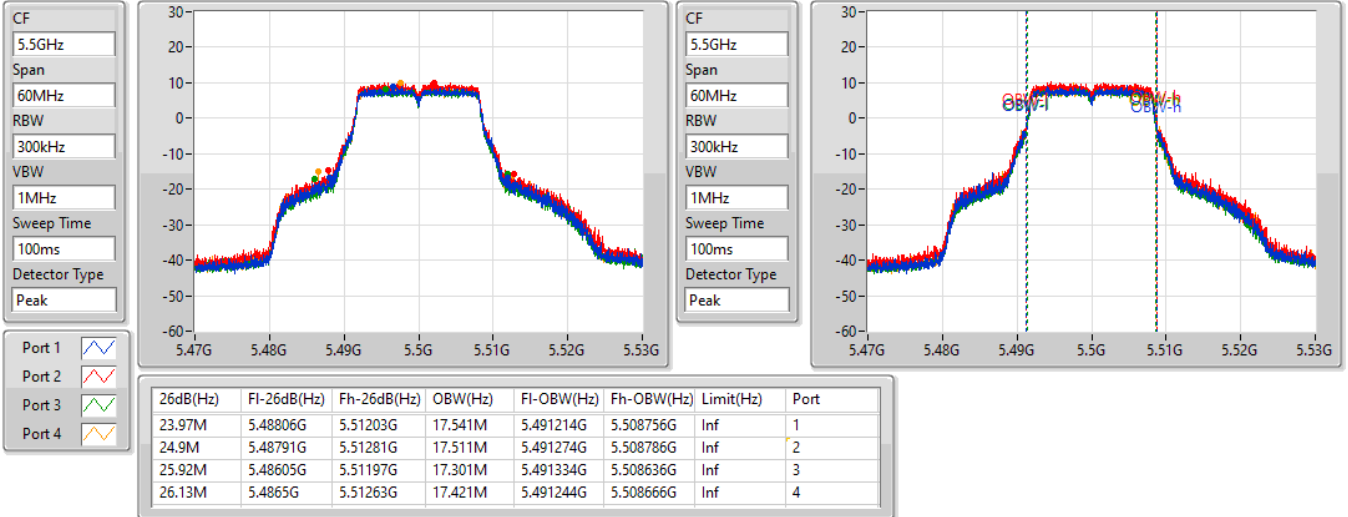 CF
5.5GHz
Span
60MHz
RBW
300kHz
VBW
1MHz
Sweep Time
100ms
Detector Type
Peak
30
20
10
0
-10
-20
-30
-40
-50
-60
5.47G 5.48G 5.49G 5.5G 5.51G 5.52G 5.53G
CF
5.5GHz
Span
60MHz
RBW
300kHz
VBW
1MHz
Sweep Time
100ms
Detector Type
Peak
30
20
10
0
-10
-20
-30
-40
-50
-60
OBW-l OBW-h
5.47G 5.48G 5.49G 5.5G 5.51G 5.52G 5.53G
Port 1
Port 2
Port 3
Port 4
26dB(Hz) Fl-26dB(Hz) Fh-26dB(Hz) OBW(Hz) Fl-OBW(Hz) Fh-OBW(Hz) Limit(Hz) Port
23.97M 5.48806G 5.51203G 17.541M 5.491214G 5.508756G Inf 1
24.9M 5.48791G 5.51281G 17.511M 5.491274G 5.508786G Inf 2
25.92M 5.48605G 5.51197G 17.301M 5.491334G 5.508636G Inf 3
26.13M 5.4865G 5.51263G 17.421M 5.491244G 5.508666G Inf 4